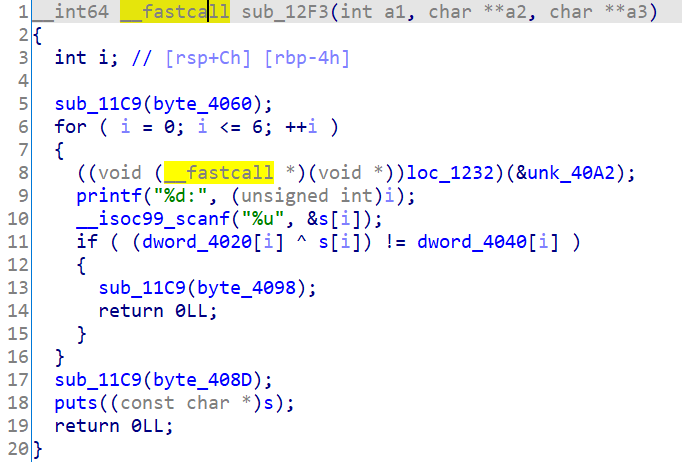 1 __int64 __fastcall sub_12F3(int a1, char **a2, char **a3)
2 {
3   int i; // [rsp+Ch] [rbp-4h]
4
5   sub_11C9(byte_4060);
6   for ( i = 0; i <= 6; ++i )
7   {
8     ((void (__fastcall *)(void *))loc_1232)(&unk_40A2);
9     printf("%d:", (unsigned int)i);
10     __isoc99_scanf("%u", &s[i]);
11     if ( (dword_4020[i] ^ s[i]) != dword_4040[i] )
12     {
13       sub_11C9(byte_4098);
14       return 0LL;
15     }
16   }
17   sub_11C9(byte_408D);
18   puts((const char *)s);
19   return 0LL;
20 }